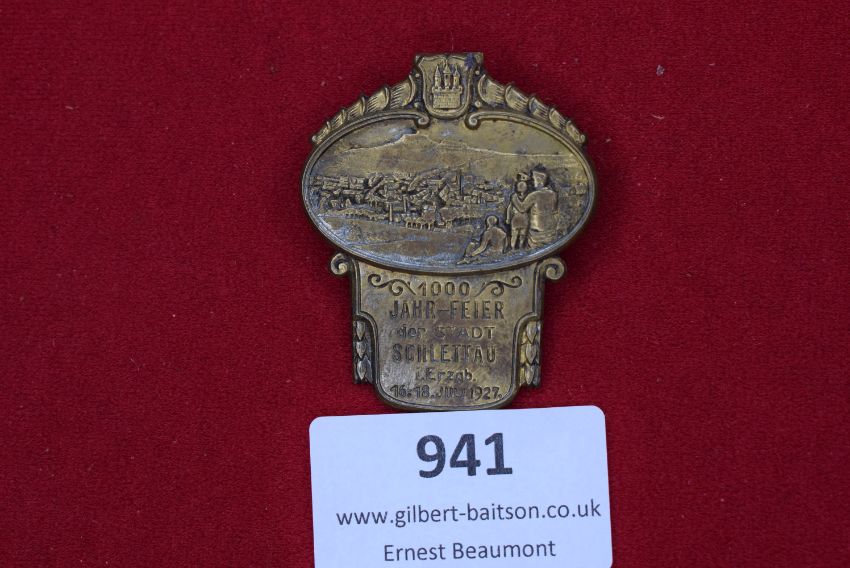 1000
JAHR-FEIER
der STADT
SCHLETTAU
i.Erzgb.
16.-18. JULI 1927.
941
www.gilbert-baitson.co.uk
Ernest Beaumont